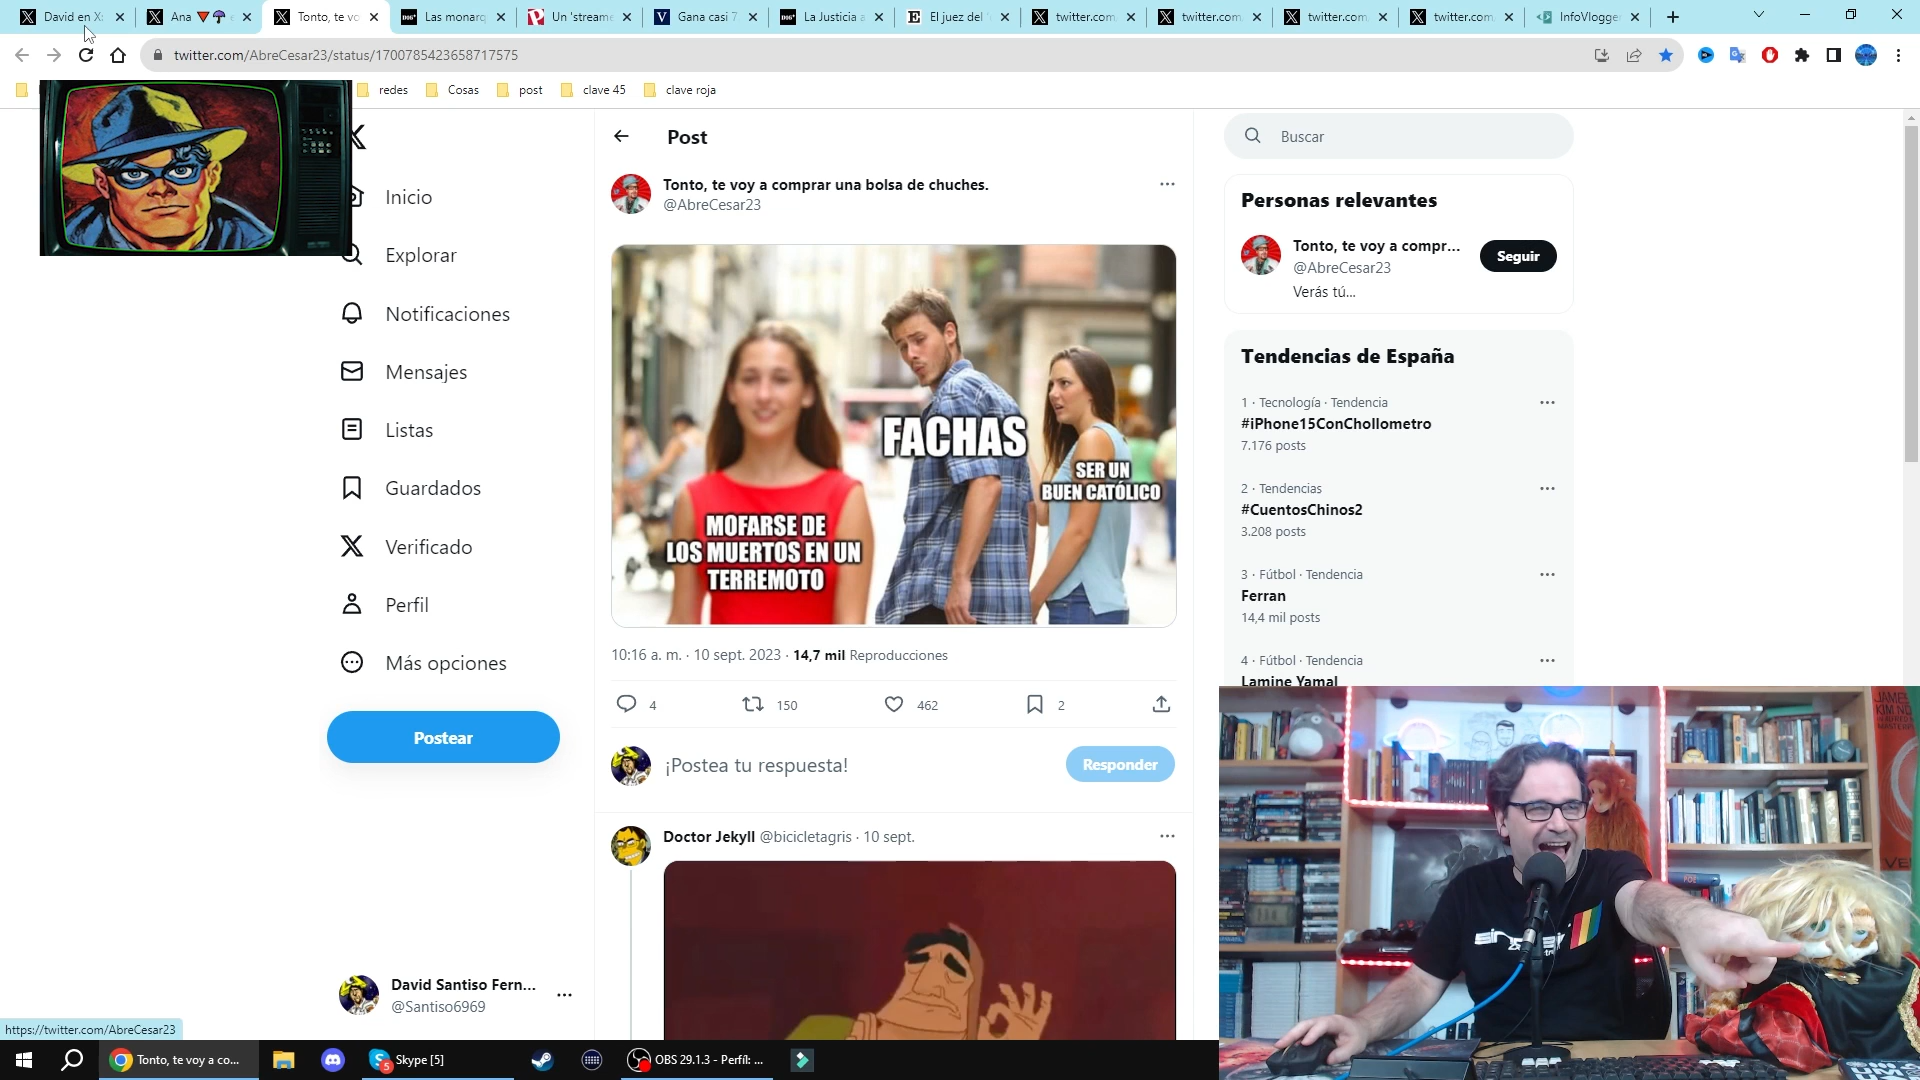 David en X:
Ana
Tonto, te vo
Las monarq
Un 'streame
Gana casi 7
La Justicia a
El juez del '
twitter.com
twitter.com
twitter.com
twitter.com
InfoVlogger
twitter.com/AbreCesar23/status/1700785423658717575
redes
Cosas
post
clave 45
clave roja
Inicio
Explorar
Notificaciones
Mensajes
Listas
Guardados
Verificado
Perfil
Más opciones
Postear
David Santiso Fern...
@Santiso6969
Post
Tonto, te voy a comprar una bolsa de chuches.
@AbreCesar23
FACHAS
SER UN
BUEN CATÓLICO
MOFARSE DE
LOS MUERTOS EN UN
TERREMOTO
10:16 a. m. · 10 sept. 2023 · 14,7 mil Reproducciones
4
150
462
2
¡Postea tu respuesta!
Responder
Doctor Jekyll @bicicletagris · 10 sept.
Buscar
Personas relevantes
Tonto, te voy a compr...
@AbreCesar23
Seguir
Verás tú...
Tendencias de España
1 · Tecnología · Tendencia
#iPhone15ConChollometro
7.176 posts
2 · Tendencias
#CuentosChinos2
3.208 posts
3 · Fútbol · Tendencia
Ferran
14,4 mil posts
4 · Fútbol · Tendencia
Lamine Yamal
https://twitter.com/AbreCesar23
Tonto, te voy a co...
5
Skype [5]
OBS 29.1.3 - Perfíl: ...